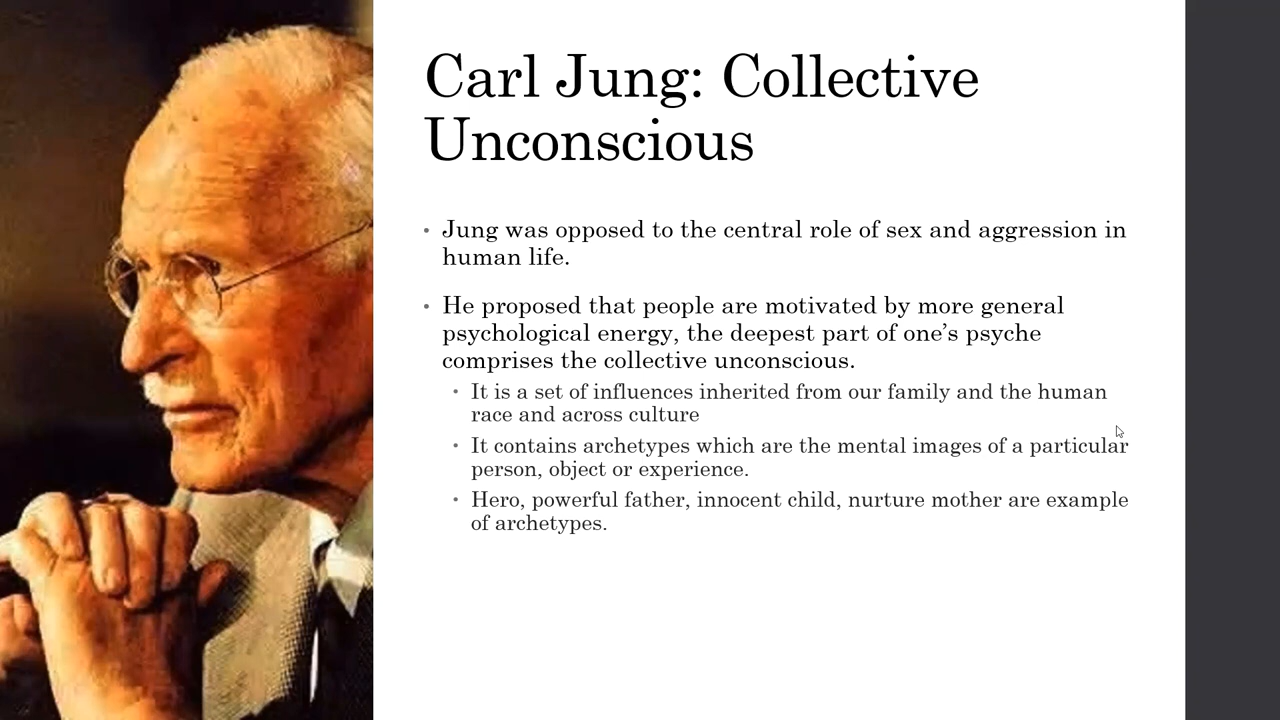 Carl Jung: Collective
Unconscious
• Jung was opposed to the central role of sex and aggression in
human life.
• He proposed that people are motivated by more general
psychological energy, the deepest part of one’s psyche
comprises the collective unconscious.
• It is a set of influences inherited from our family and the human
race and across culture
• It contains archetypes which are the mental images of a particular
person, object or experience.
• Hero, powerful father, innocent child, nurture mother are example
of archetypes.